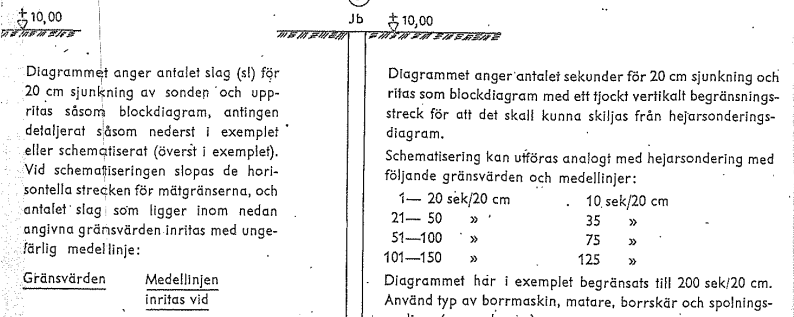 ± 10,00
Diagrammet anger antalet slag (sl) för
20 cm sjunkning av sonden och upp-
ritas såsom blockdiagram, antingen
detaljerat såsom nederst i exemplet
eller schematiserat (överst i exemplet).
Vid schematiseringen slopas de hori-
sontella strecken för mätgränserna, och
antalet slag som ligger inom nedan
angivna gränsvärden inritas med unge-
färlig medellinje:
Gränsvärden Medellinjen
inritas vid
Jb ± 10,00
Diagrammet anger antalet sekunder för 20 cm sjunkning och
ritas som blockdiagram med ett tjockt vertikalt begränsnings-
streck för att det skall kunna skiljas från hejarsonderings-
diagram.
Schematisering kan utföras analogt med hejarsondering med
följande gränsvärden och medellinjer:
1— 20 sek/20 cm 10 sek/20 cm
21— 50 » 35 »
51—100 » 75 »
101—150 » 125 »
Diagrammet har i exemplet begränsats till 200 sek/20 cm.
Använd typ av borrmaskin, matare, borrskär och spolnings-